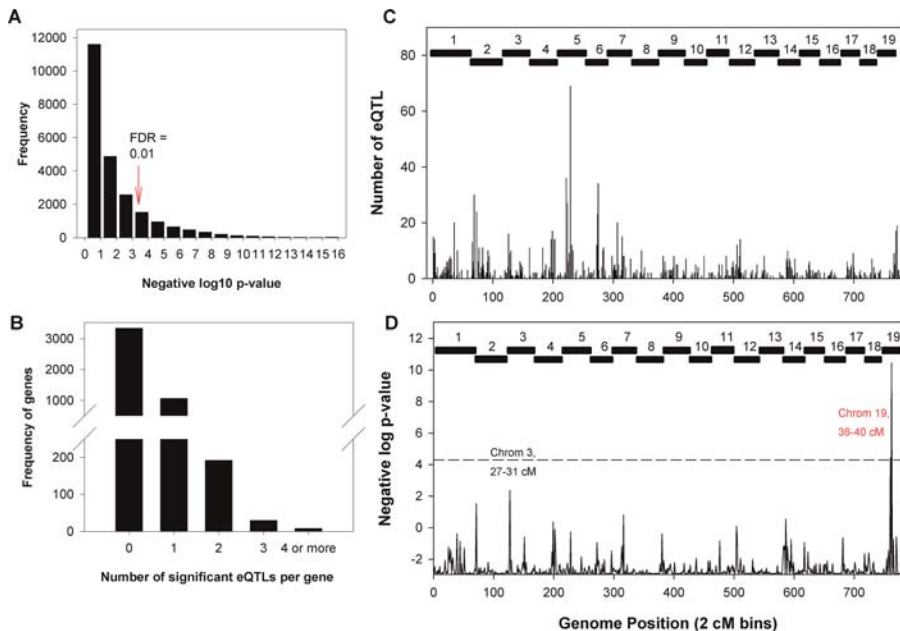 A
12000
10000
8000
6000
4000
2000
0
Frequency
FDR =
0.01
0 1 2 3 4 5 6 7 8 9 10 11 12 13 14 15 16
Negative log10 p-value
B
3000
1000
200
100
0
Frequency of genes
0 1 2 3 4 or more
Number of significant eQTLs per gene
C
1 3 5 7 9 11 13 15 17 19
2 4 6 8 10 12 14 16 18
80
60
40
20
0
Number of eQTL
0 100 200 300 400 500 600 700
D
1 3 5 7 9 11 13 15 17 19
2 4 6 8 10 12 14 16 18
12
10
8
6
4
2
0
-2
Negative log p-value
Chrom 19,
36-40 cM
Chrom 3,
27-31 cM
0 100 200 300 400 500 600 700
Genome Position (2 cM bins)